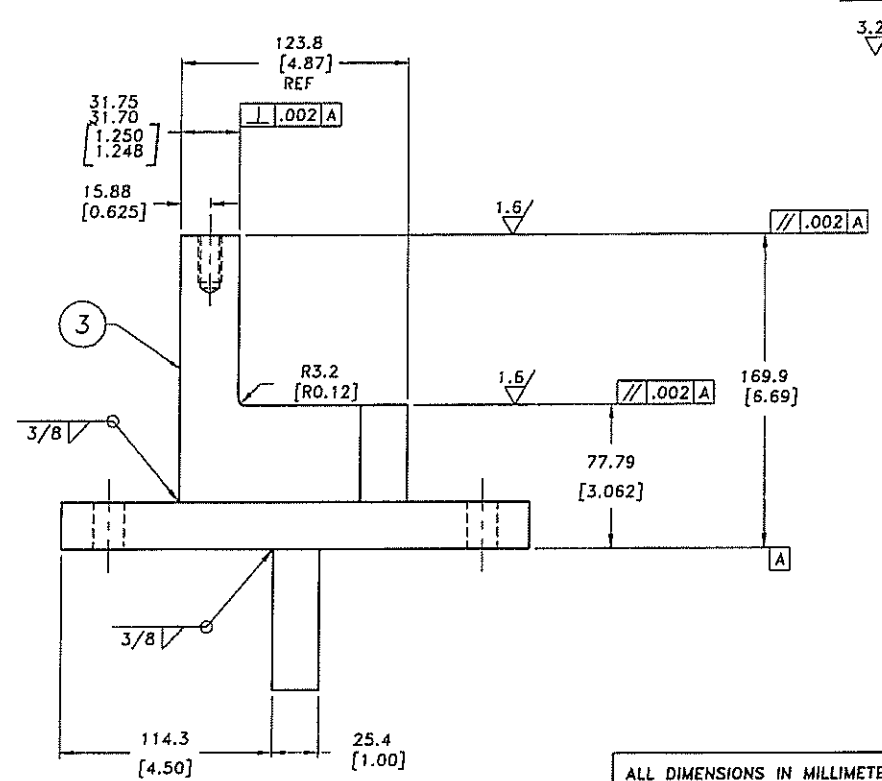 3.2
123.8
[4.87]
REF
31.75
31.70
[1.250
1.248]
⊥ .002 A
15.88
[0.625]
1.6
// .002 A
3
R3.2
[R0.12]
1.6
// .002 A
169.9
[6.69]
3/8
77.79
[3.062]
A
3/8
114.3
[4.50]
25.4
[1.00]
ALL DIMENSIONS IN MILLIMETE